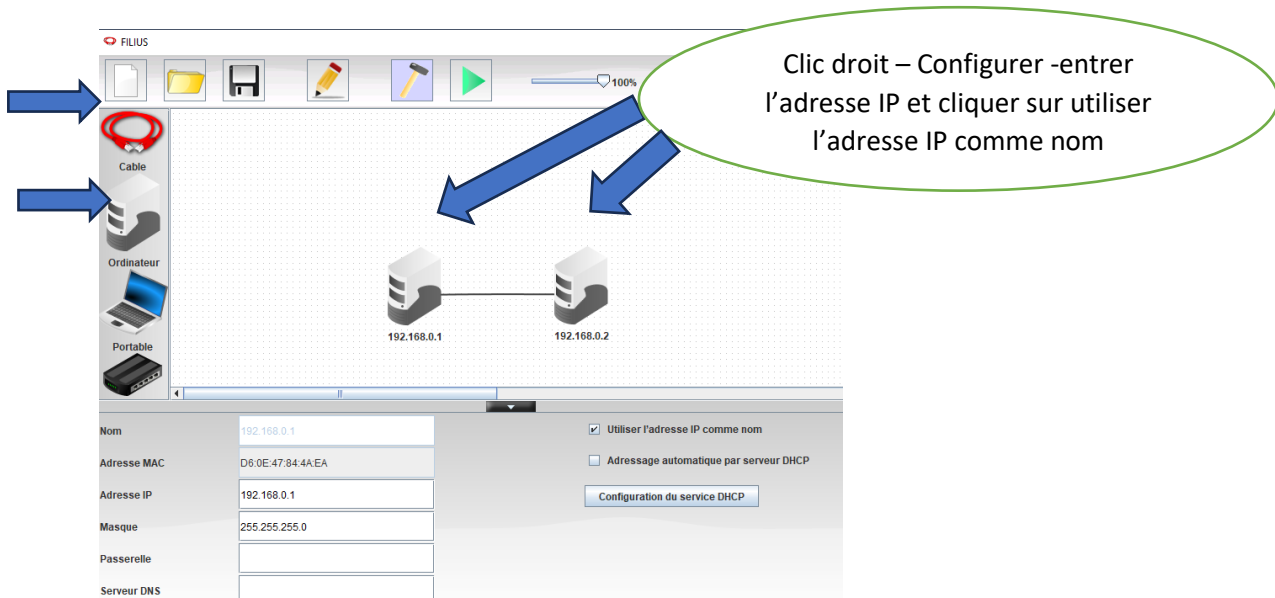 FILIUS
100%
Clic droit – Configurer -entrer
l’adresse IP et cliquer sur utiliser
l’adresse IP comme nom
Cable
Ordinateur
Portable
192.168.0.1
192.168.0.2
Nom
192.168.0.1
Utiliser l'adresse IP comme nom
Adresse MAC
D6:0E:47:84:4A:EA
Adressage automatique par serveur DHCP
Adresse IP
192.168.0.1
Configuration du service DHCP
Masque
255.255.255.0
Passerelle
Serveur DNS